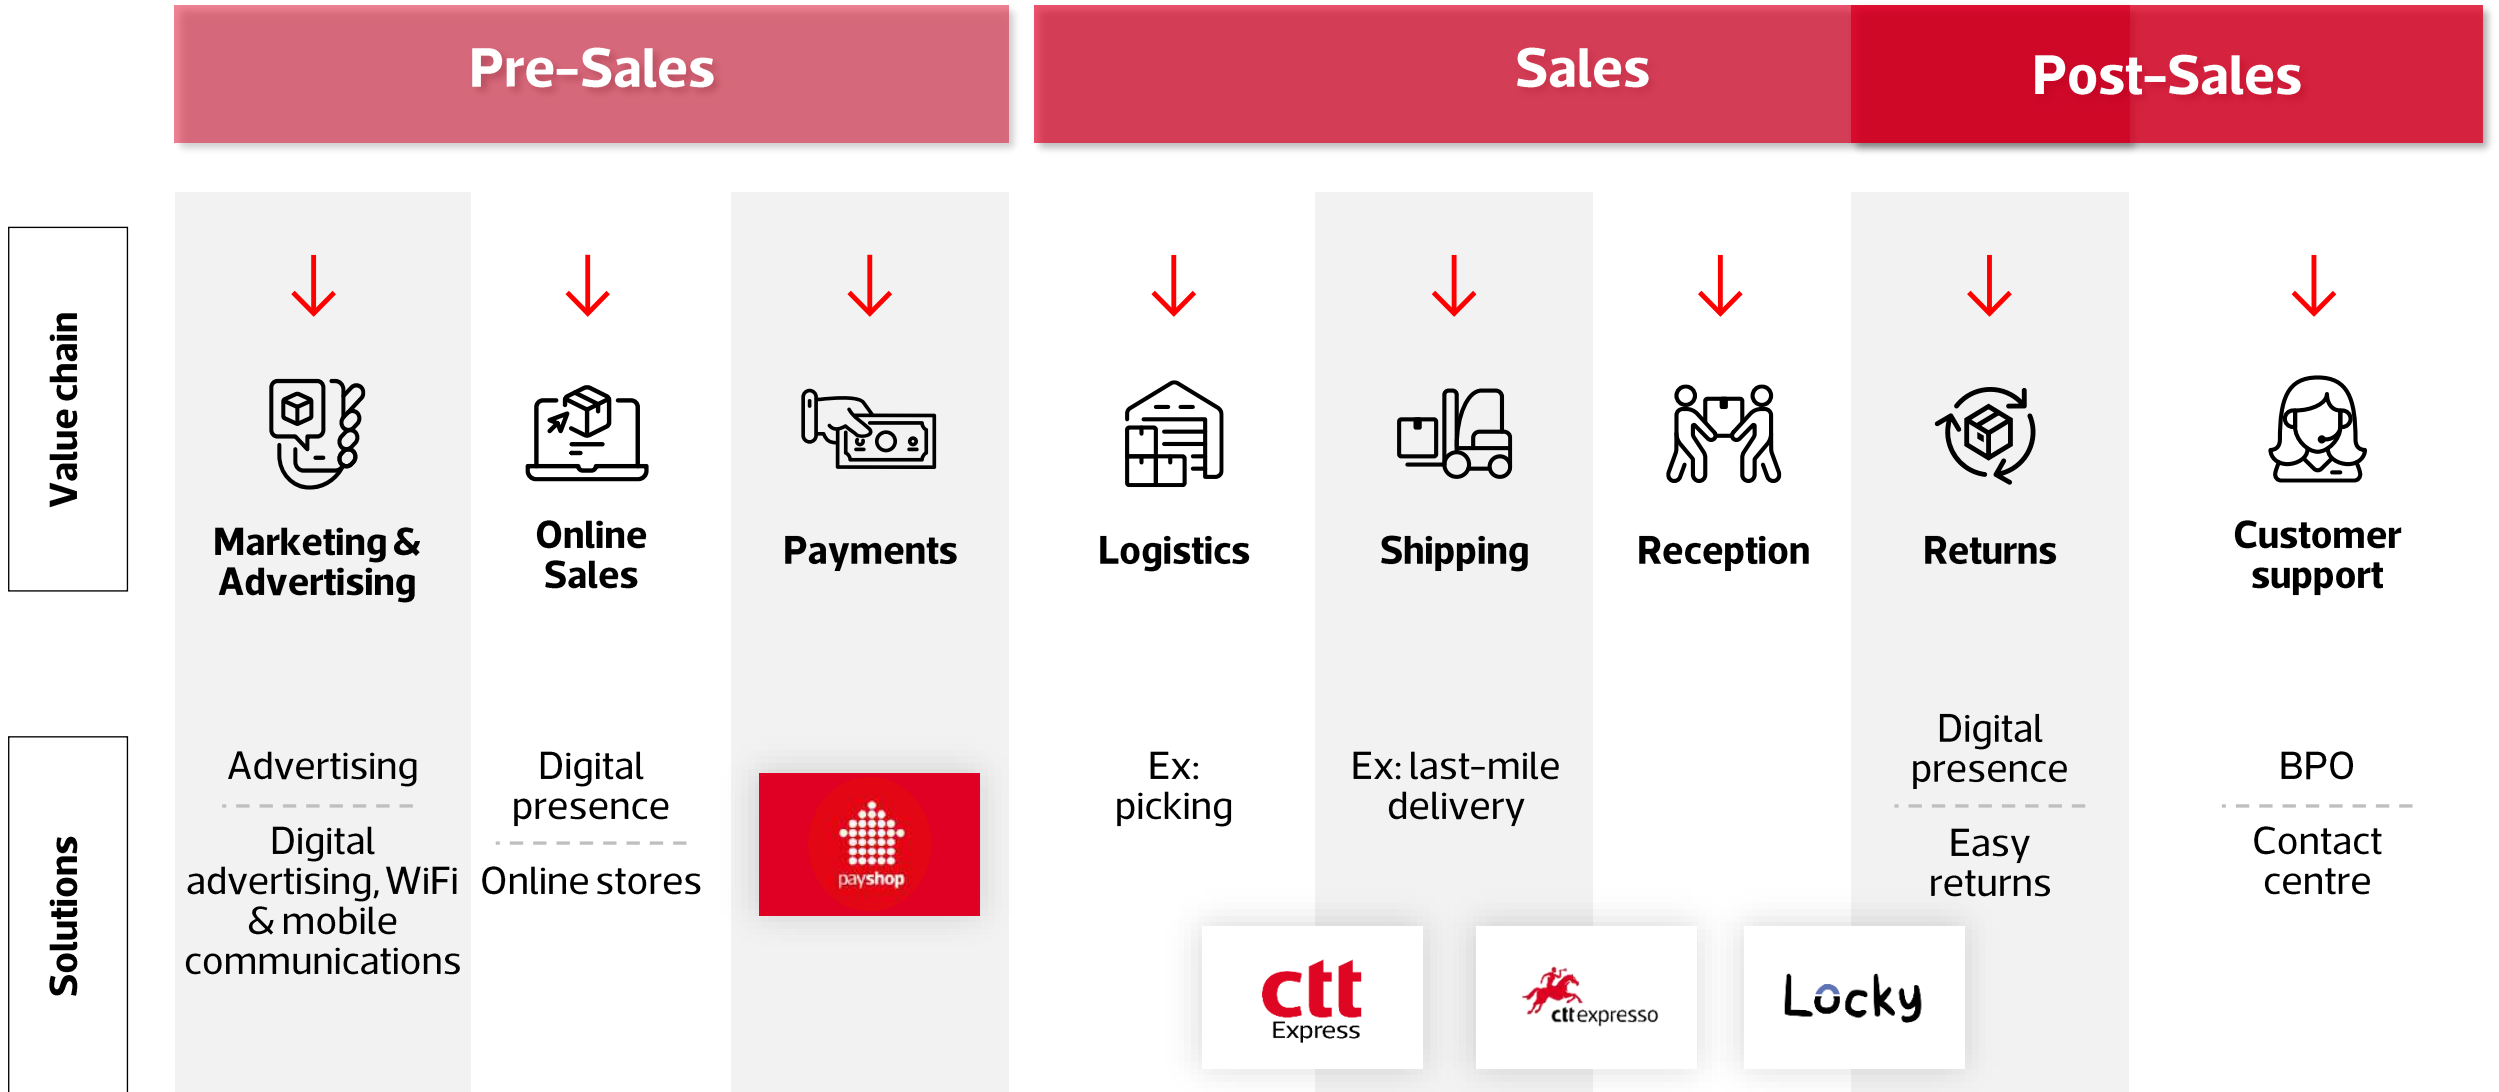 Pre-Sales
Sales
Post-Sales
Value chain
Marketing &
Advertising
Online
Sales
Payments
Logistics
Shipping
Reception
Returns
Customer
support
Solutions
Advertising
Digital
advertising, WiFi
& mobile
communications
Digital
presence
Online stores
payshop
Ex:
picking
Ex: last-mile
delivery
Digital
presence
Easy
returns
BPO
Contact
centre
ctt
Express
ctt expresso
Locky